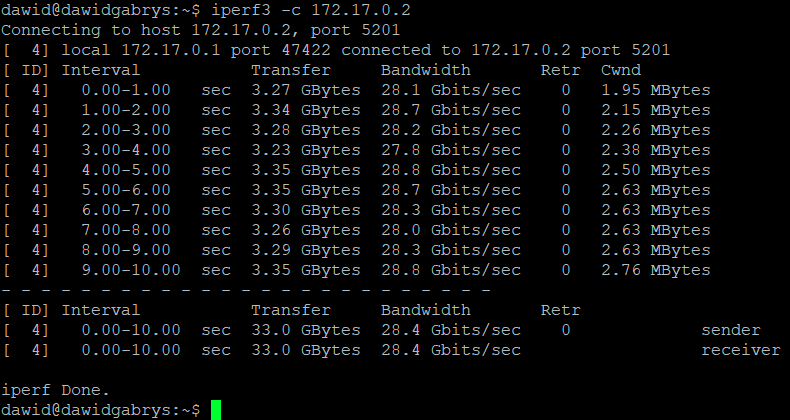 dawid@dawidgabrys:~$ iperf3 -c 172.17.0.2
Connecting to host 172.17.0.2, port 5201
[  4] local 172.17.0.1 port 47422 connected to 172.17.0.2 port 5201
[ ID] Interval           Transfer     Bandwidth       Retr  Cwnd
[  4]   0.00-1.00   sec  3.27 GBytes  28.1 Gbits/sec    0   1.95 MBytes
[  4]   1.00-2.00   sec  3.34 GBytes  28.7 Gbits/sec    0   2.15 MBytes
[  4]   2.00-3.00   sec  3.28 GBytes  28.2 Gbits/sec    0   2.26 MBytes
[  4]   3.00-4.00   sec  3.23 GBytes  27.8 Gbits/sec    0   2.38 MBytes
[  4]   4.00-5.00   sec  3.35 GBytes  28.8 Gbits/sec    0   2.50 MBytes
[  4]   5.00-6.00   sec  3.35 GBytes  28.7 Gbits/sec    0   2.63 MBytes
[  4]   6.00-7.00   sec  3.30 GBytes  28.3 Gbits/sec    0   2.63 MBytes
[  4]   7.00-8.00   sec  3.26 GBytes  28.0 Gbits/sec    0   2.63 MBytes
[  4]   8.00-9.00   sec  3.29 GBytes  28.3 Gbits/sec    0   2.63 MBytes
[  4]   9.00-10.00  sec  3.35 GBytes  28.8 Gbits/sec    0   2.76 MBytes
- - - - - - - - - - - - - - - - - - - - - - - - -
[ ID] Interval           Transfer     Bandwidth       Retr
[  4]   0.00-10.00  sec  33.0 GBytes  28.4 Gbits/sec    0             sender
[  4]   0.00-10.00  sec  33.0 GBytes  28.4 Gbits/sec                  receiver
iperf Done.
dawid@dawidgabrys:~$